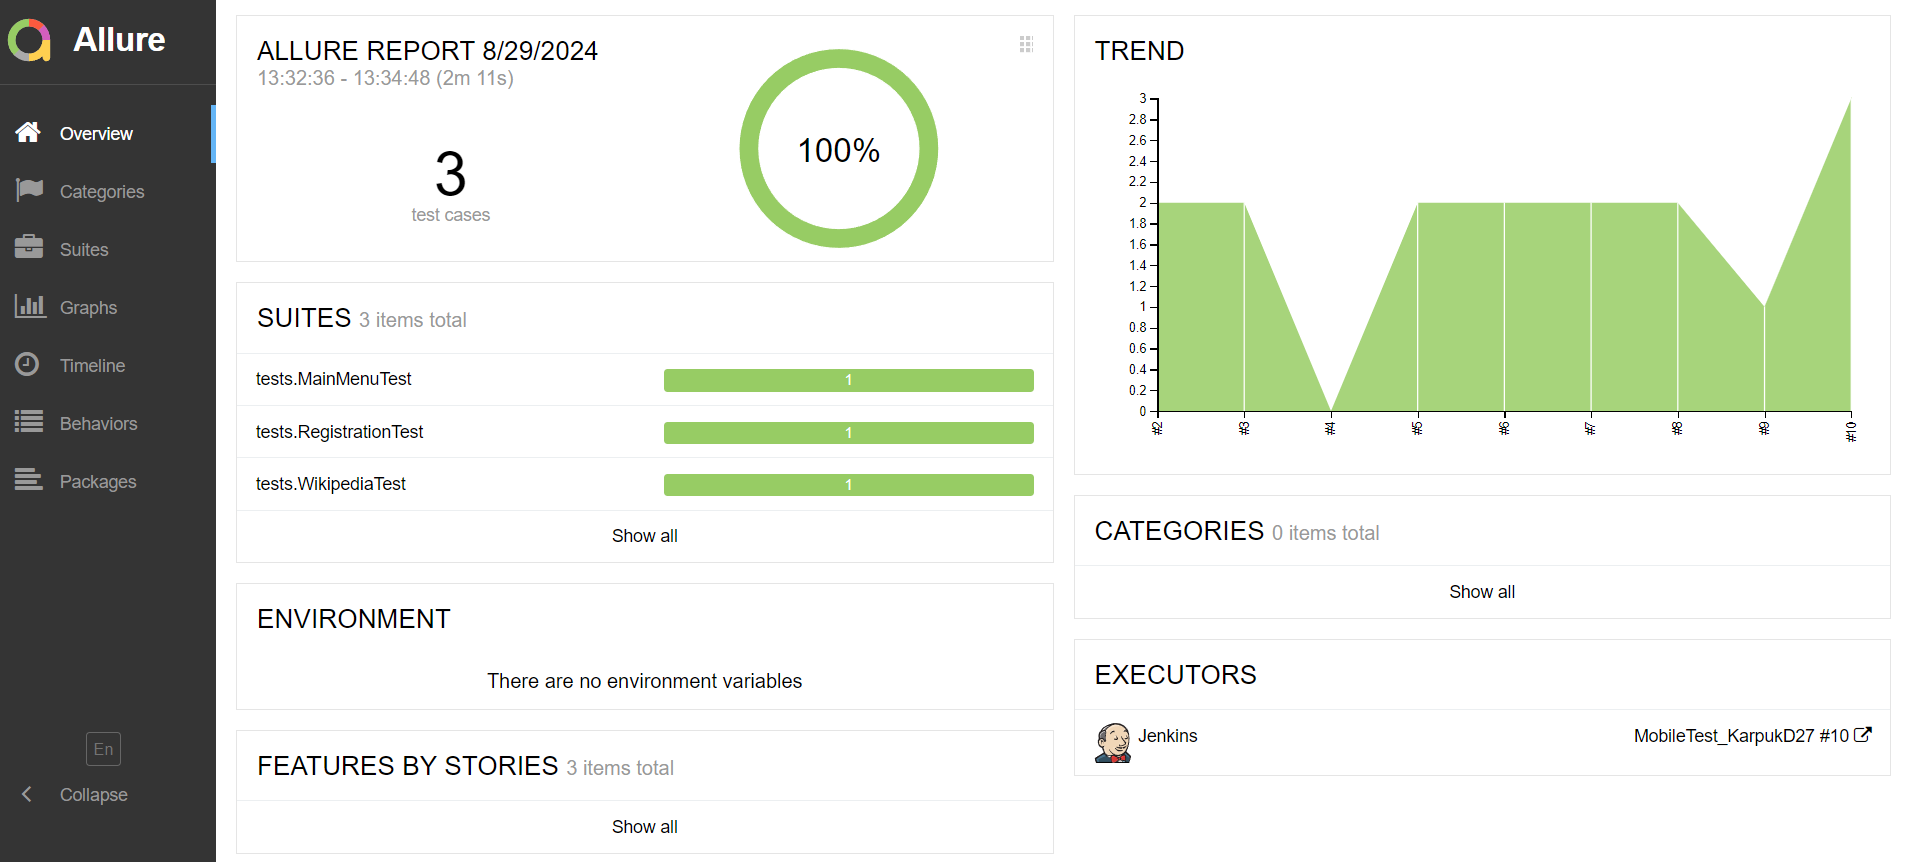 Allure
Overview
Categories
Suites
Graphs
Timeline
Behaviors
Packages
En
Collapse
ALLURE REPORT 8/29/2024
13:32:36 - 13:34:48 (2m 11s)
3
test cases
100%
SUITES 3 items total
tests.MainMenuTest 1
tests.RegistrationTest 1
tests.WikipediaTest 1
Show all
ENVIRONMENT
There are no environment variables
FEATURES BY STORIES 3 items total
Show all
TREND
3
2.8
2.6
2.4
2.2
2
1.8
1.6
1.4
1.2
1
0.8
0.6
0.4
0.2
0
#2 #3 #4 #5 #6 #7 #8 #9 #10
CATEGORIES 0 items total
Show all
EXECUTORS
Jenkins MobileTest_KarpukD27 #10